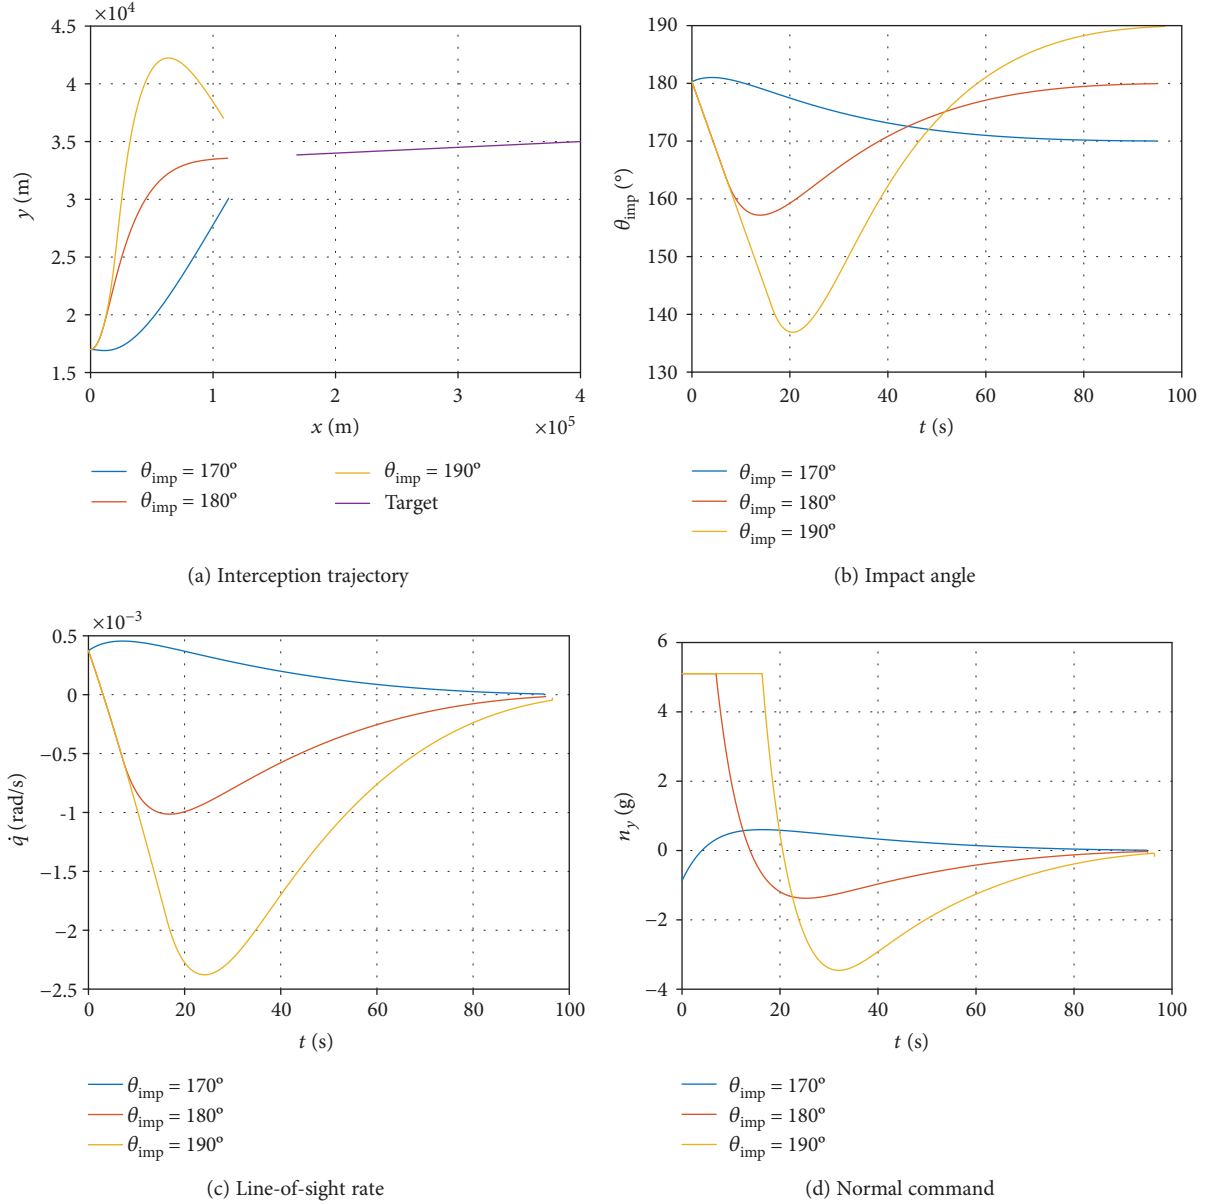 ×10⁴
4.5
4
3.5
3
2.5
2
1.5
y (m)
0 1 2 3 4
x (m) ×10⁵
θimp = 170º θimp = 190º
θimp = 180º Target
(a) Interception trajectory
190
180
170
160
150
140
130
θimp (°)
0 20 40 60 80 100
t (s)
θimp = 170º
θimp = 180º
θimp = 190º
(b) Impact angle
×10⁻³
0.5
0
−0.5
-1
−1.5
−2
−2.5
q̇ (rad/s)
0 20 40 60 80 100
t (s)
θimp = 170º
θimp = 180º
θimp = 190º
(c) Line-of-sight rate
6
4
2
0
−2
−4
ny (g)
0 20 40 60 80 100
t (s)
θimp = 170º
θimp = 180º
θimp = 190º
(d) Normal command